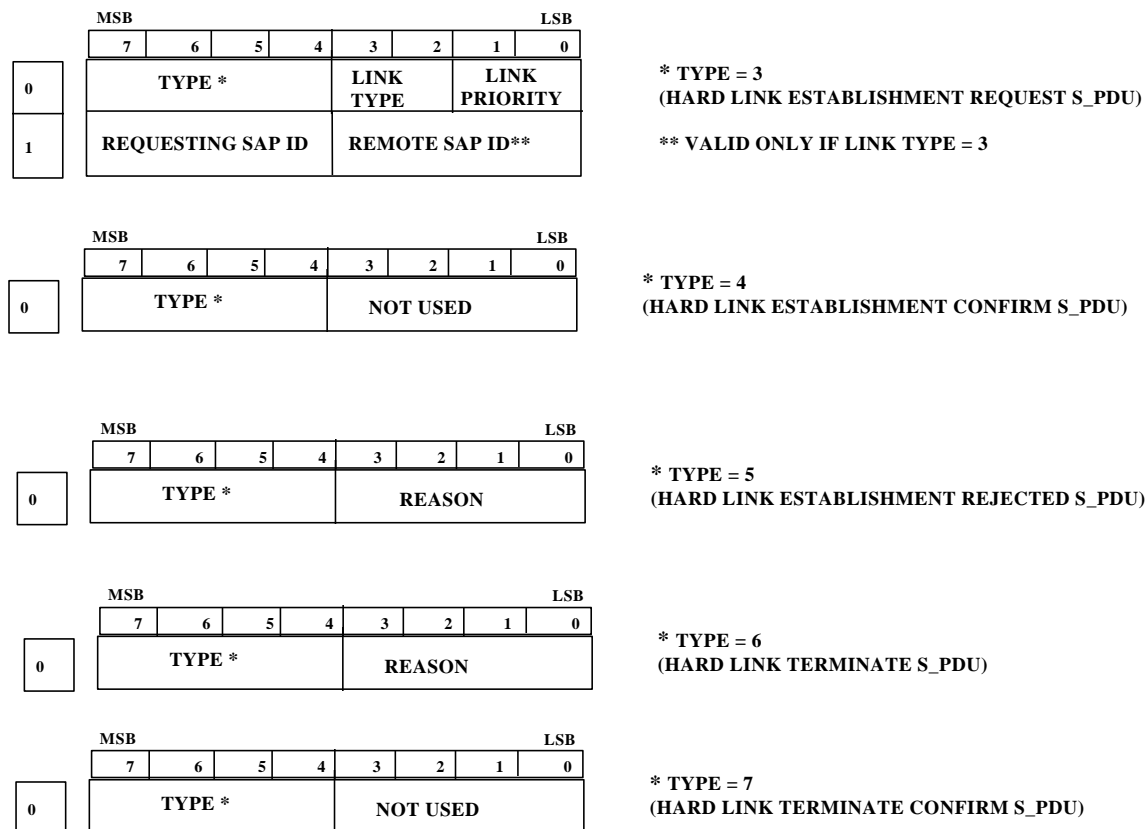 MSB LSB
7 6 5 4 3 2 1 0
0 TYPE * LINK TYPE LINK PRIORITY
1 REQUESTING SAP ID REMOTE SAP ID**
* TYPE = 3
(HARD LINK ESTABLISHMENT REQUEST S_PDU)
** VALID ONLY IF LINK TYPE = 3
MSB LSB
7 6 5 4 3 2 1 0
0 TYPE * NOT USED
* TYPE = 4
(HARD LINK ESTABLISHMENT CONFIRM S_PDU)
MSB LSB
7 6 5 4 3 2 1 0
0 TYPE * REASON
* TYPE = 5
(HARD LINK ESTABLISHMENT REJECTED S_PDU)
MSB LSB
7 6 5 4 3 2 1 0
0 TYPE * REASON
* TYPE = 6
(HARD LINK TERMINATE S_PDU)
MSB LSB
7 6 5 4 3 2 1 0
0 TYPE * NOT USED
* TYPE = 7
(HARD LINK TERMINATE CONFIRM S_PDU)